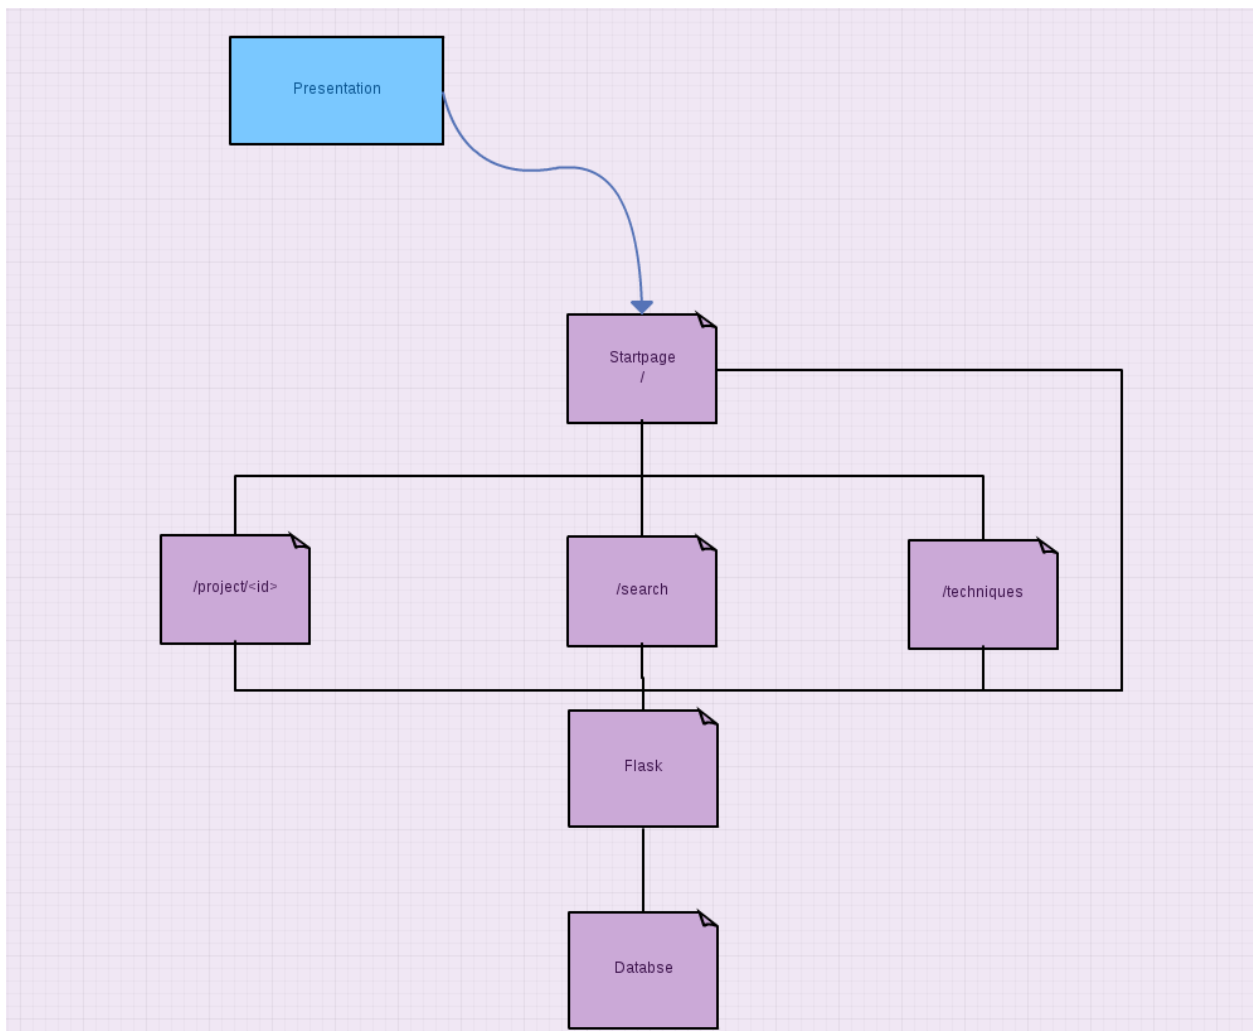 Presentation
Startpage
/
/project/<id>
/search
/techniques
Flask
Databse